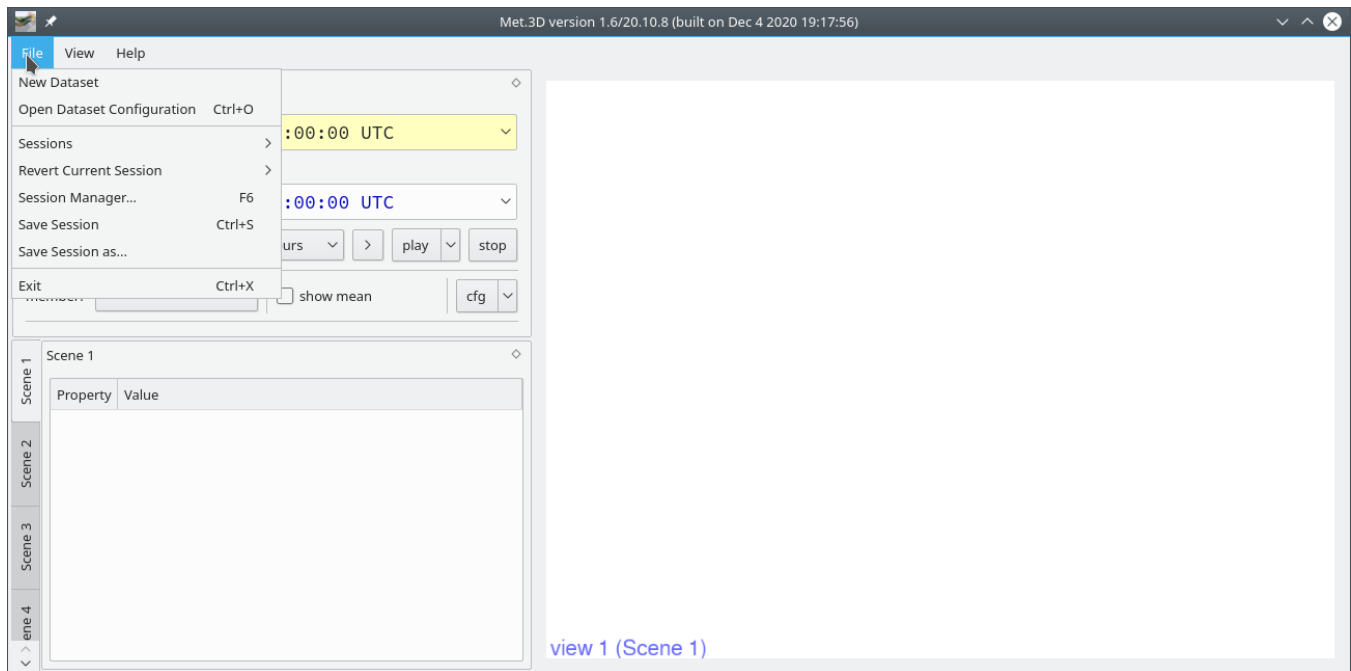 Met.3D version 1.6/20.10.8 (built on Dec 4 2020 19:17:56)
File View Help
New Dataset
Open Dataset Configuration Ctrl+O
Sessions
Revert Current Session
Session Manager... F6
Save Session Ctrl+S
Save Session as...
Exit Ctrl+X
:00:00 UTC
:00:00 UTC
urs > play stop
show mean cfg
Scene 1
Scene 2
Scene 3
ene 4
Scene 1
Property Value
view 1 (Scene 1)